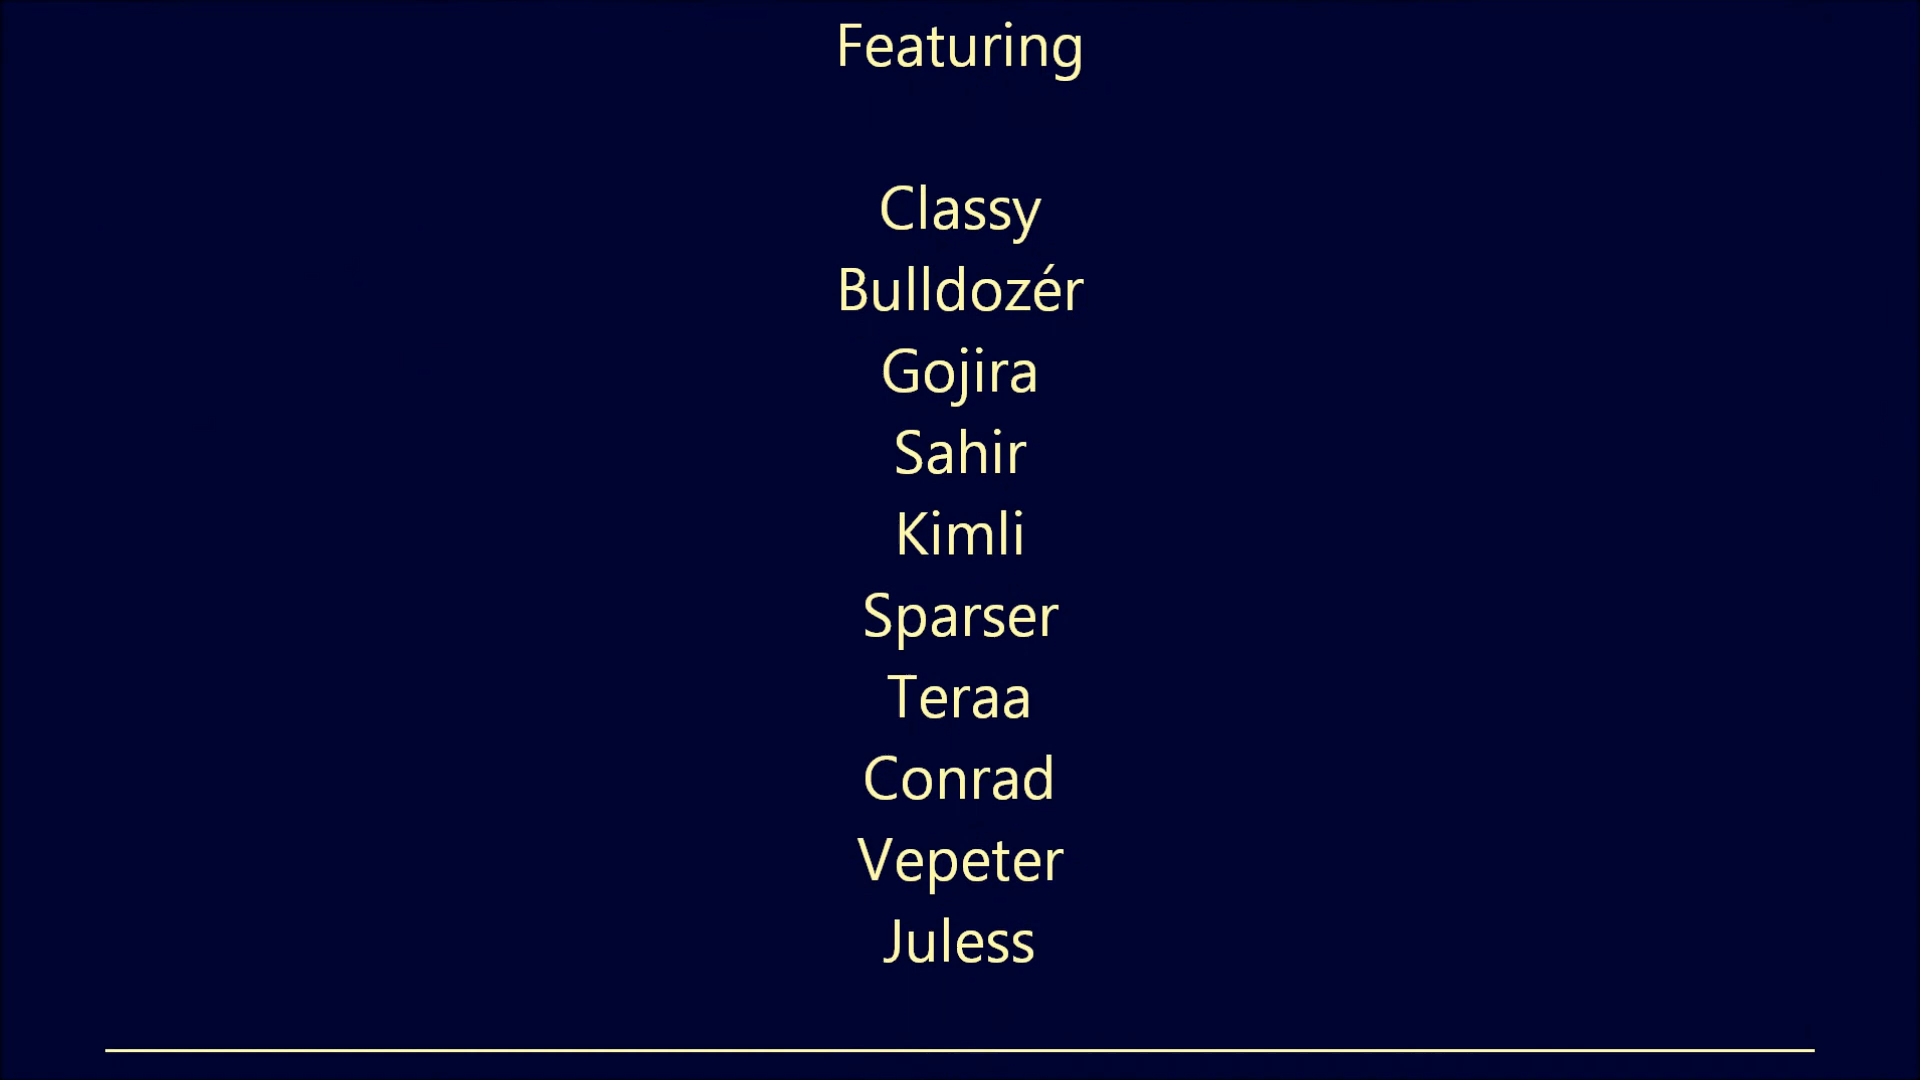 Featuring
Classy
Bulldozér
Gojira
Sahir
Kimli
Sparser
Teraa
Conrad
Vepeter
Juless